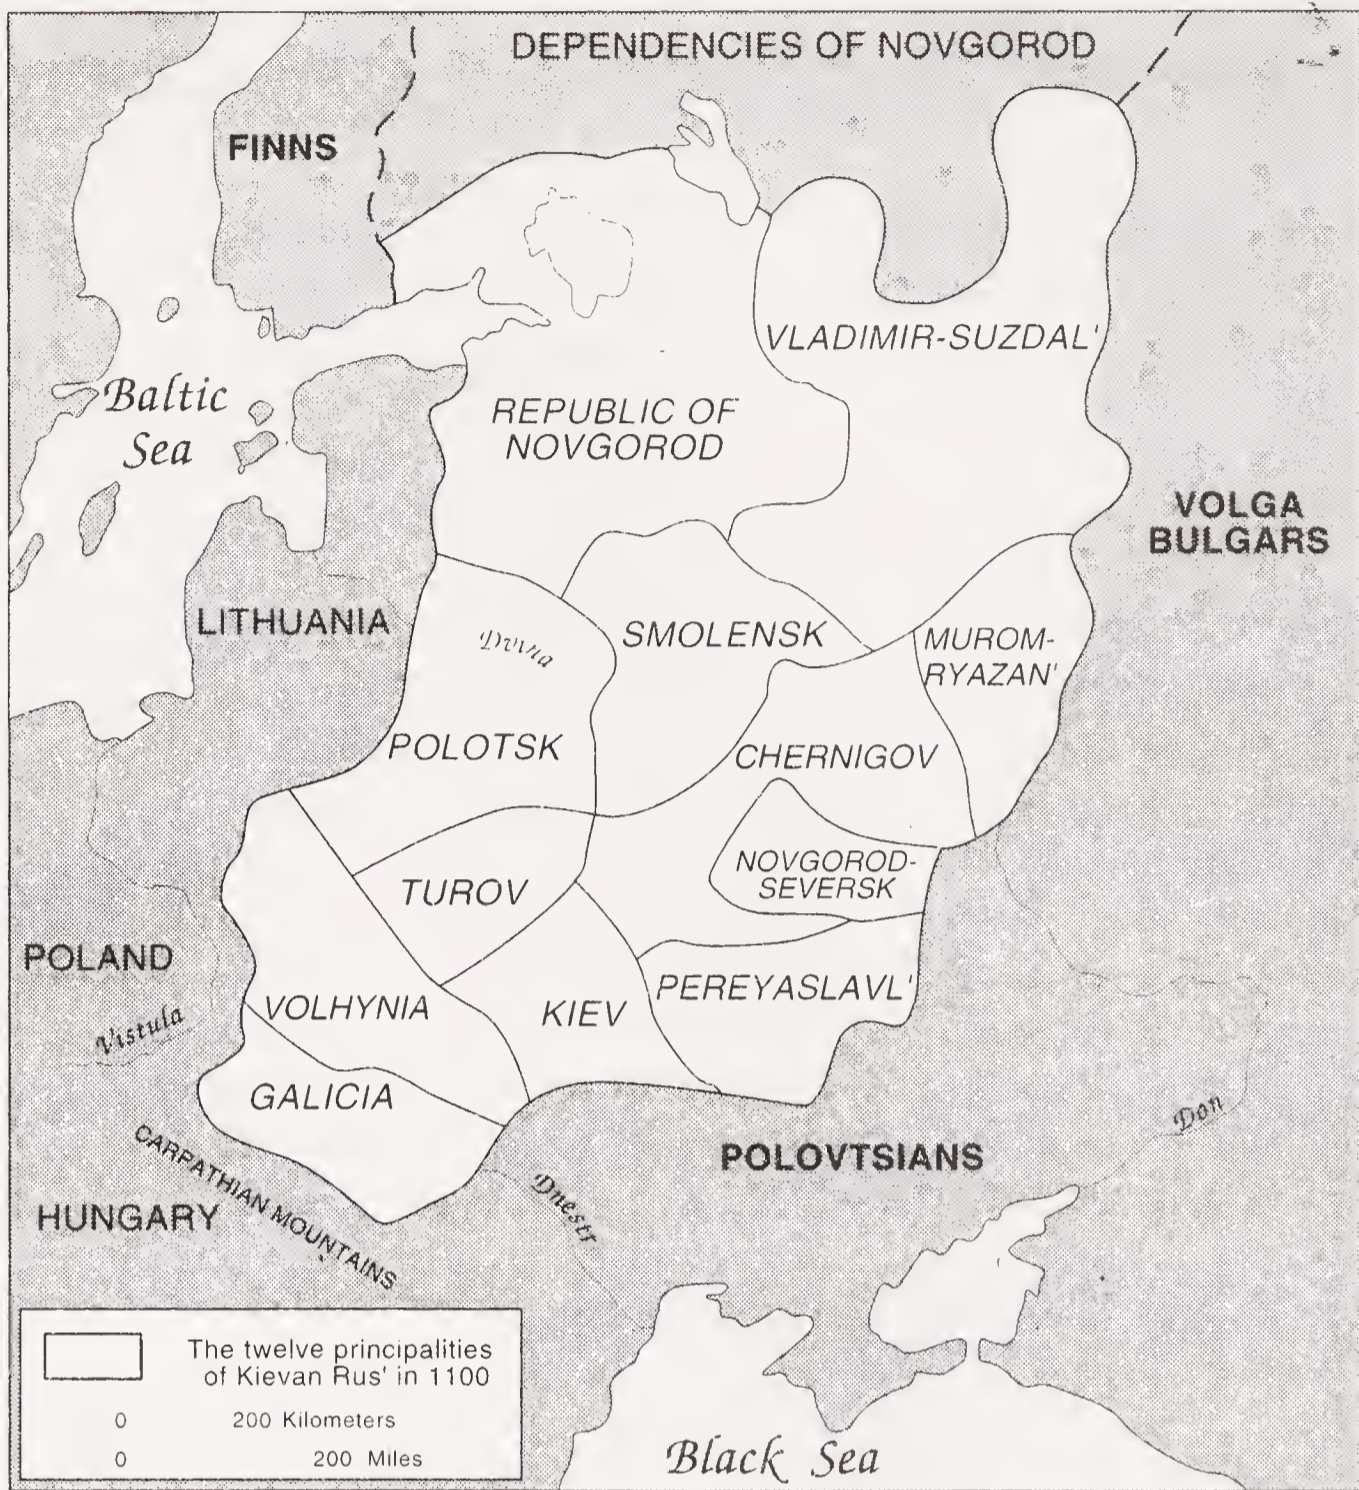 DEPENDENCIES OF NOVGOROD
FINNS
VLADIMIR-SUZDAL'
Baltic
Sea
REPUBLIC OF
NOVGOROD
VOLGA
BULGARS
LITHUANIA
Dvina
SMOLENSK
MUROM-
RYAZAN'
POLOTSK
CHERNIGOV
NOVGOROD-
SEVERSK
TUROV
POLAND
PEREYASLAVL'
VOLHYNIA
KIEV
Vistula
GALICIA
Don
CARPATHIAN MOUNTAINS
POLOVTSIANS
HUNGARY
Dnestr
The twelve principalities
of Kievan Rus' in 1100
0 200 Kilometers
0 200 Miles
Black Sea